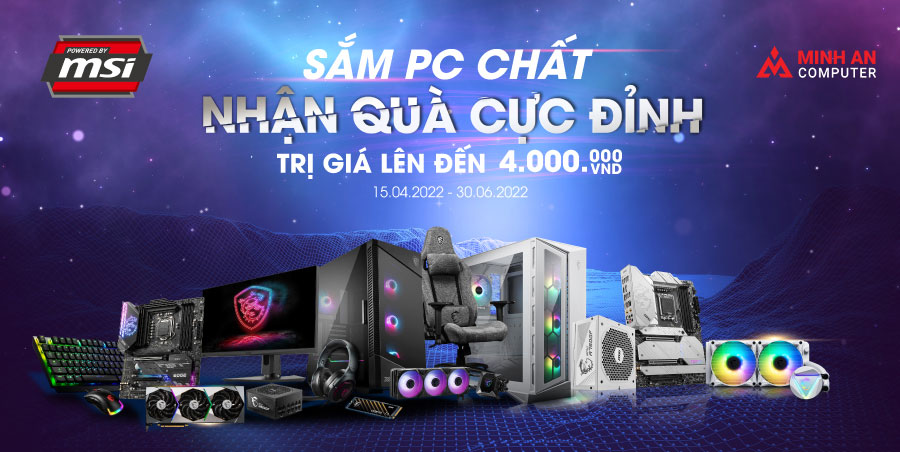 POWERED BY
msi
MINH AN
COMPUTER
SẮM PC CHẤT
NHẬN QUÀ CỰC ĐỈNH
TRỊ GIÁ LÊN ĐẾN 4.000.000 VND
15.04.2022 - 30.06.2022